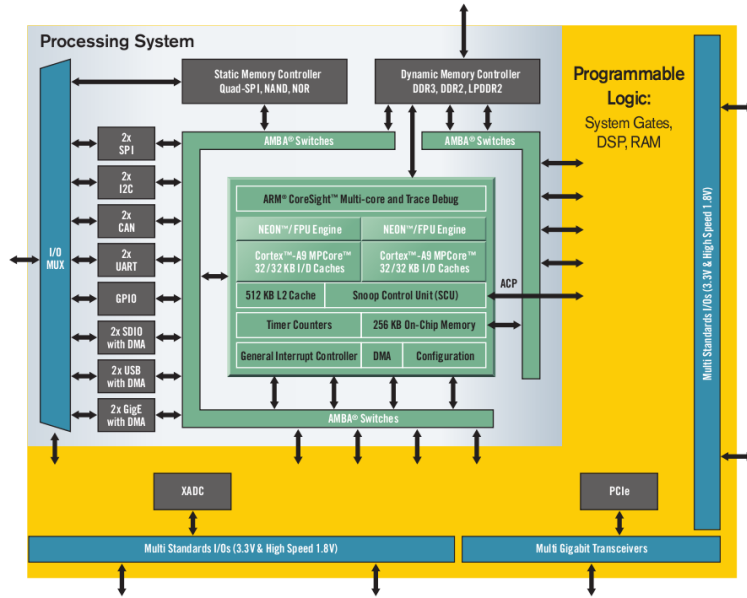 Processing System
Static Memory Controller
Quad-SPI, NAND, NOR
Dynamic Memory Controller
DDR3, DDR2, LPDDR2
Programmable
Logic:
System Gates,
DSP, RAM
AMBA® Switches
AMBA® Switches
2x
SPI
2x
I2C
2x
CAN
2x
UART
GPIO
2x SDIO
with DMA
2x USB
with DMA
2x GigE
with DMA
I/O
MUX
ARM® CoreSight™ Multi-core and Trace Debug
NEON™/FPU Engine
NEON™/FPU Engine
Cortex™-A9 MPCore™
32/32 KB I/D Caches
Cortex™-A9 MPCore™
32/32 KB I/D Caches
512 KB L2 Cache
Snoop Control Unit (SCU)
Timer Counters
256 KB On-Chip Memory
General Interrupt Controller
DMA
Configuration
ACP
AMBA® Switches
Multi Standards I/Os (3.3V & High Speed 1.8V)
XADC
PCIe
Multi Standards I/Os (3.3V & High Speed 1.8V)
Multi Gigabit Transceivers